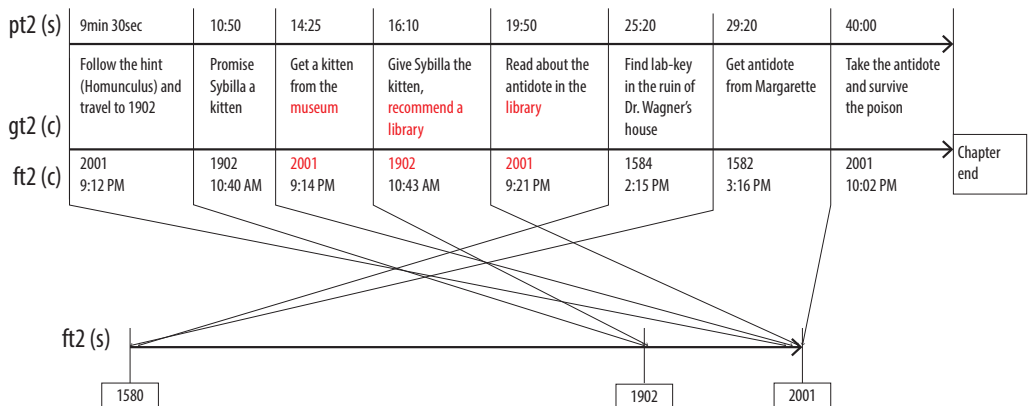 pt2 (s)
9min 30sec
10:50
14:25
16:10
19:50
25:20
29:20
40:00
gt2 (c)
Follow the hint
(Homunculus) and
travel to 1902
Promise
Sybilla a
kitten
Get a kitten
from the
museum
Give Sybilla the
kitten,
recommend a
library
Read about the
antidote in the
library
Find lab-key
in the ruin of
Dr. Wagner's
house
Get antidote
from Margarette
Take the antidote
and survive
the poison
Chapter
end
ft2 (c)
2001
9:12 PM
1902
10:40 AM
2001
9:14 PM
1902
10:43 AM
2001
9:21 PM
1584
2:15 PM
1582
3:16 PM
2001
10:02 PM
ft2 (s)
1580
1902
2001